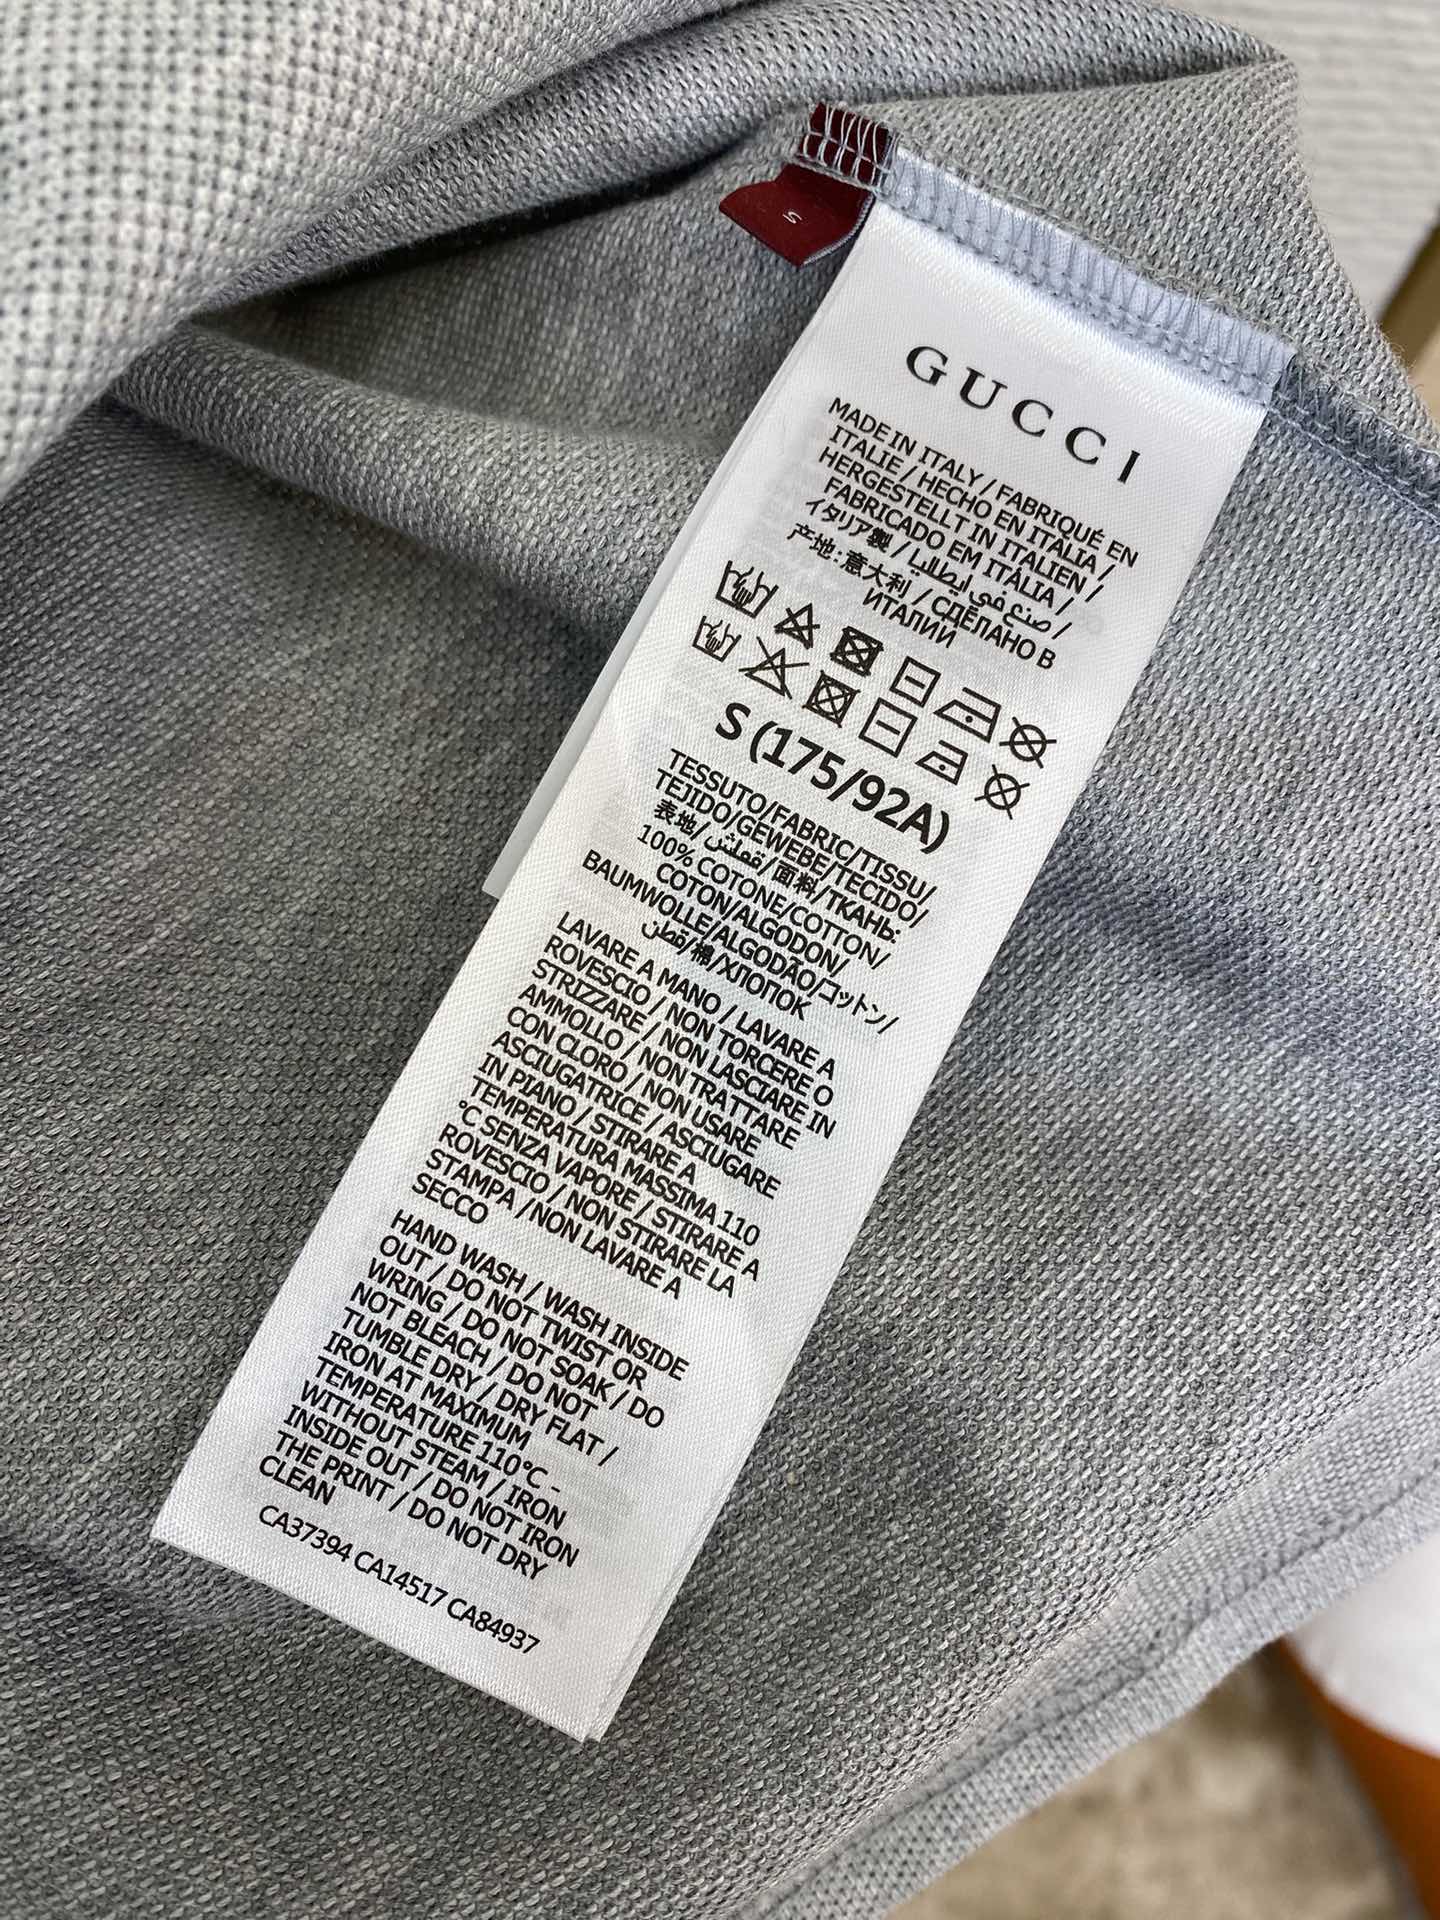 S
GUCCI
MADE IN ITALY / FABRIQUÉ EN
ITALIE / HECHO EN ITALIA /
HERGESTELLT IN ITALIEN /
FABRICADO EM ITÁLIA /
イタリア製 / صنع في ايطاليا /
产地:意大利 / СДЕЛАНО В
ИТАЛИИ
S (175/92A)
TESSUTO/FABRIC/TISSU/
TEJIDO/GEWEBE/TECIDO/
表地/قماش/面料/ТКАНЬ:
100% COTONE/COTTON/
COTON/ALGODON/
BAUMWOLLE/ALGODÃO/コットン/
قطن/棉/ХЛОПОК
LAVARE A MANO / LAVARE A
ROVESCIO / NON TORCERE O
STRIZZARE / NON LASCIARE IN
AMMOLLO / NON TRATTARE
CON CLORO / NON USARE
ASCIUGATRICE / ASCIUGARE
IN PIANO / STIRARE A
TEMPERATURA MASSIMA 110
°C SENZA VAPORE / STIRARE A
ROVESCIO / NON STIRARE LA
STAMPA / NON LAVARE A
SECCO
HAND WASH / WASH INSIDE
OUT / DO NOT TWIST OR
WRING / DO NOT SOAK / DO
NOT BLEACH / DO NOT
TUMBLE DRY / DRY FLAT /
IRON AT MAXIMUM
TEMPERATURE 110°C -
WITHOUT STEAM / IRON
INSIDE OUT / DO NOT IRON
THE PRINT / DO NOT DRY
CLEAN
CA37394 CA14517 CA84937